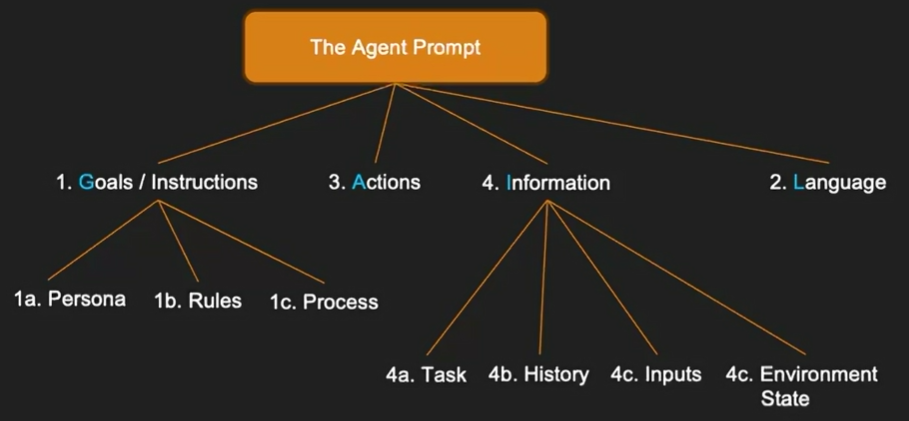 The Agent Prompt
1. Goals / Instructions
3. Actions
4. Information
2. Language
1a. Persona
1b. Rules
1c. Process
4a. Task
4b. History
4c. Inputs
4c. Environment
State